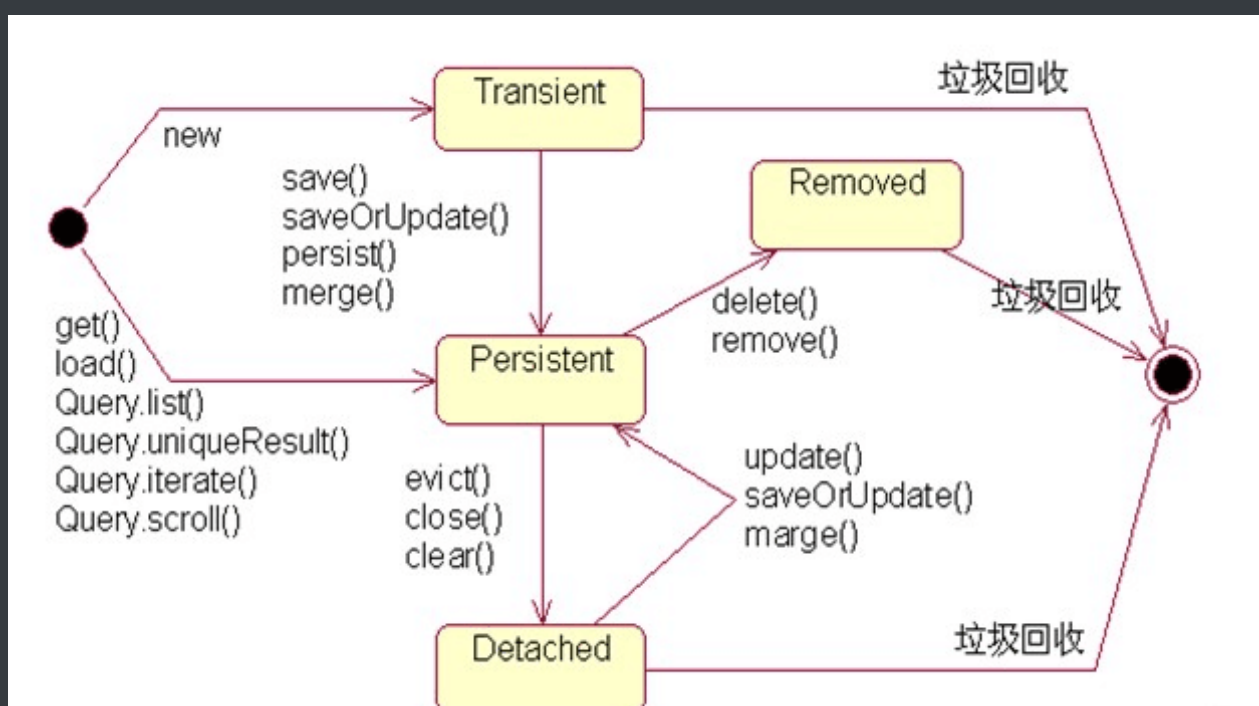 Transient
垃圾回收
new
Removed
save()
saveOrUpdate()
persist()
merge()
delete()
remove()
垃圾回收
get()
load()
Query.list()
Query.uniqueResult()
Query.iterate()
Query.scroll()
Persistent
evict()
close()
clear()
update()
saveOrUpdate()
marge()
Detached
垃圾回收